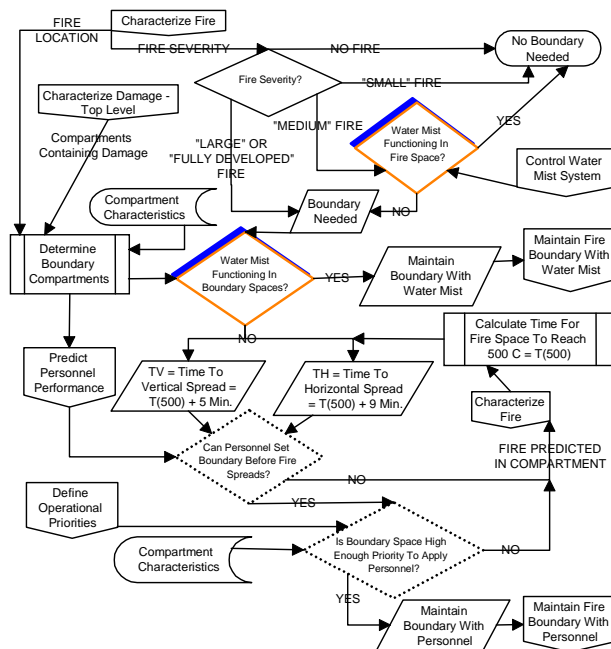 FIRE
LOCATION
Characterize Fire
FIRE SEVERITY
NO FIRE
No Boundary
Needed
Fire Severity?
"SMALL" FIRE
Characterize Damage -
Top Level
Compartments
Containing Damage
"LARGE" OR
"FULLY DEVELOPED"
FIRE
"MEDIUM" FIRE
Water Mist
Functioning In
Fire Space?
YES
Control Water
Mist System
NO
Compartment
Characteristics
Boundary
Needed
Determine
Boundary
Compartments
Water Mist
Functioning In
Boundary Spaces?
YES
Maintain
Boundary With
Water Mist
Maintain Fire
Boundary With
Water Mist
NO
Predict
Personnel
Performance
TV = Time To
Vertical Spread =
T(500) + 5 Min.
TH = Time To
Horizontal Spread
= T(500) + 9 Min.
Calculate Time For
Fire Space To Reach
500 C = T(500)
Characterize
Fire
Can Personnel Set
Boundary Before Fire
Spreads?
NO
FIRE PREDICTED
IN COMPARTMENT
YES
Define
Operational
Priorities
Compartment
Characteristics
Is Boundary Space High
Enough Priority To Apply
Personnel?
NO
YES
Maintain
Boundary With
Personnel
Maintain Fire
Boundary With
Personnel